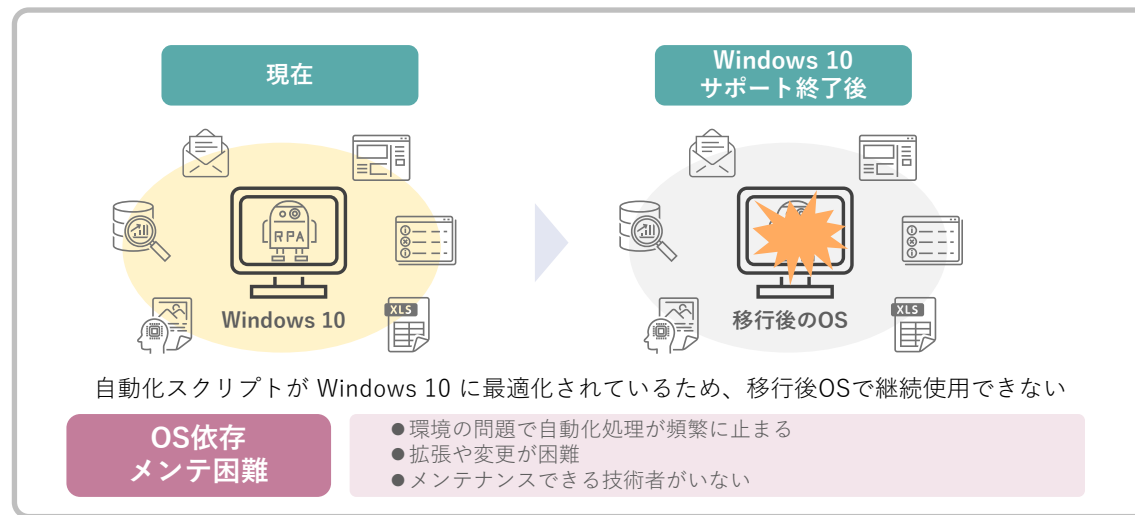 現在
Windows 10
サポート終了後
RPA
XLS
Windows 10
XLS
移行後のOS
自動化スクリプトが Windows 10 に最適化されているため、移行後OSで継続使用できない
OS依存
メンテ困難
●環境の問題で自動化処理が頻繁に止まる
●拡張や変更が困難
●メンテナンスできる技術者がいない